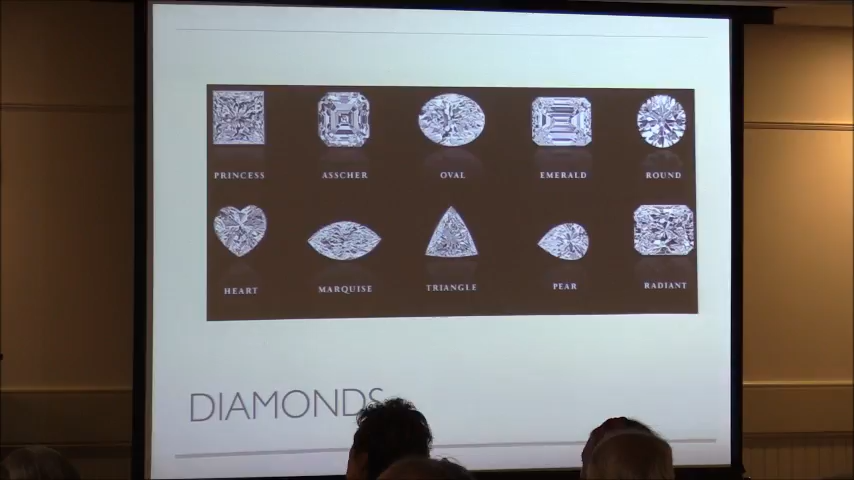 PRINCESS ASSCHER OVAL EMERALD ROUND
HEART MARQUISE TRIANGLE PEAR RADIANT
DIAMONDS